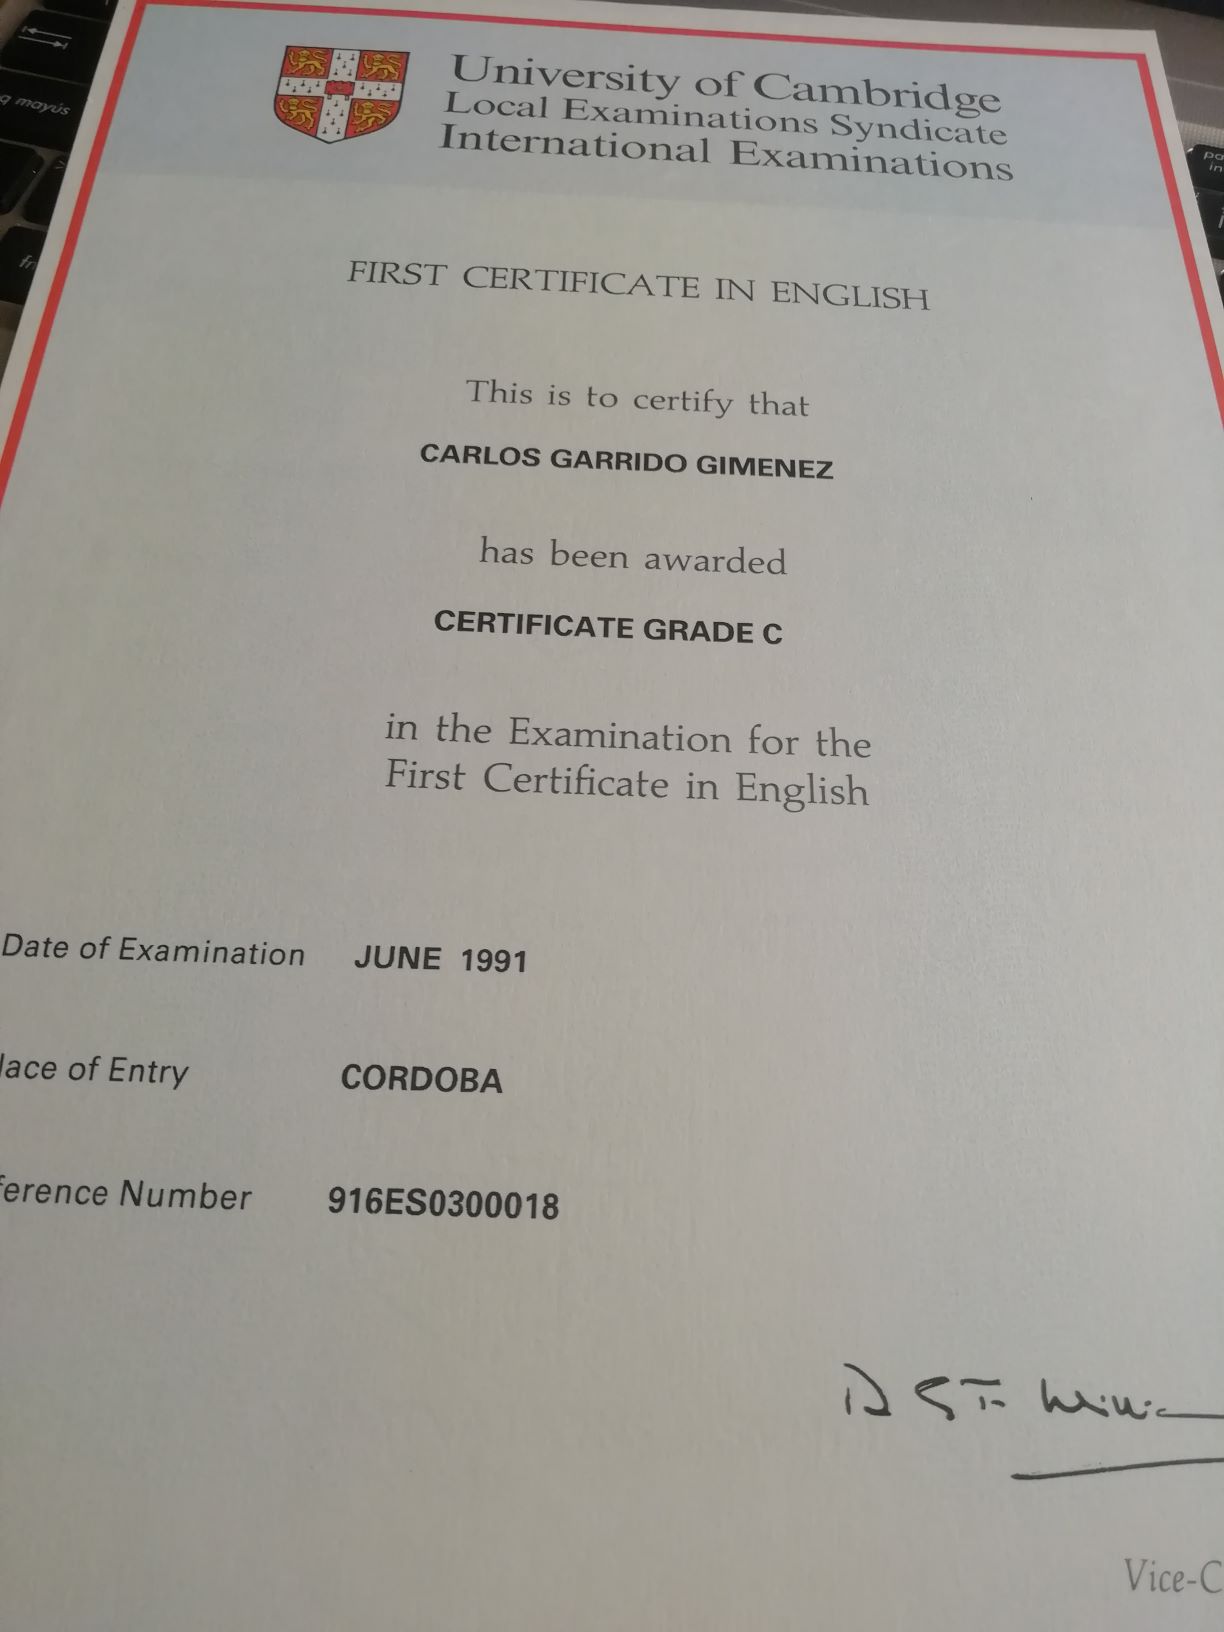 University of Cambridge
Local Examinations Syndicate
International Examinations
FIRST CERTIFICATE IN ENGLISH
This is to certify that
CARLOS GARRIDO GIMENEZ
has been awarded
CERTIFICATE GRADE C
in the Examination for the
First Certificate in English
Date of Examination JUNE 1991
lace of Entry CORDOBA
ference Number 916ES0300018
Vice-C
q mayús